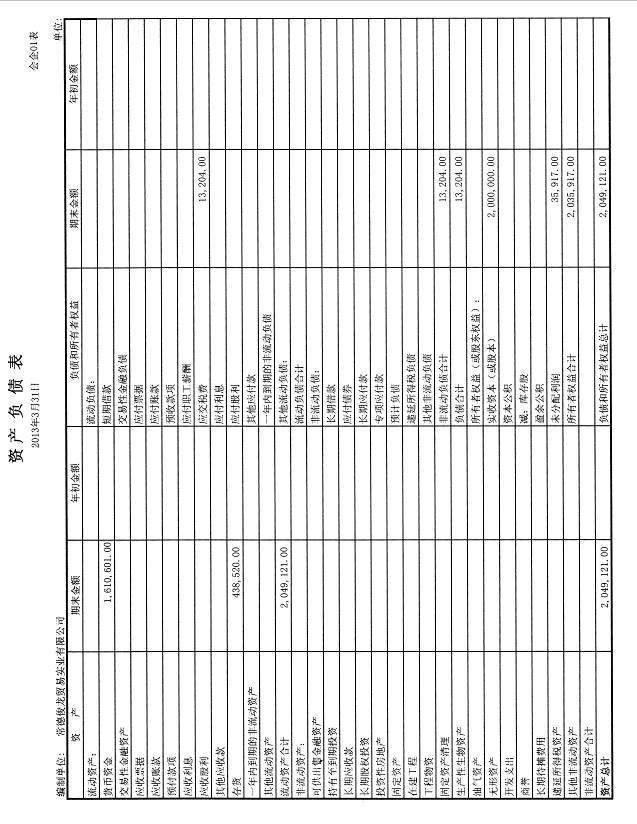 资 产 负 债 表
2013年3月31日
会企01表
编制单位: 常德俊龙贸易实业有限公司 单位:
资 产 期末金额 年初金额 负债和所有者权益 期末金额 年初金额
流动资产: 流动负债:
货币资金 1,610,601.00 短期借款
交易性金融资产 交易性金融负债
应收票据 应付票据
应收账款 应付账款
预付款项 预收款项
应收利息 应付职工薪酬
应收股利 应交税费 13,204.00
其他应收款 应付利息
存货 438,520.00 应付股利
一年内到期的非流动资产 其他应付款
其他流动资产 一年内到期的非流动负债
流动资产合计 2,049,121.00 其他流动负债:
非流动资产: 流动负债合计
可供出售金融资产 非流动负债:
持有至到期投资 长期借款
长期应收款 应付债券
长期股权投资 长期应付款
投资性房地产 专项应付款
固定资产 预计负债
在建工程 递延所得税负债
工程物资 其他非流动负债
固定资产清理 非流动负债合计 13,204.00
生产性生物资产 负债合计 13,204.00
油气资产 所有者权益(或股东权益):
无形资产 实收资本(或股本) 2,000,000.00
开发支出 资本公积
商誉 减:库存股
长期待摊费用 盈余公积
递延所得税资产 未分配利润 35,917.00
其他非流动资产 所有者权益合计 2,035,917.00
非流动资产合计
资产总计 2,049,121.00 负债和所有者权益总计 2,049,121.00